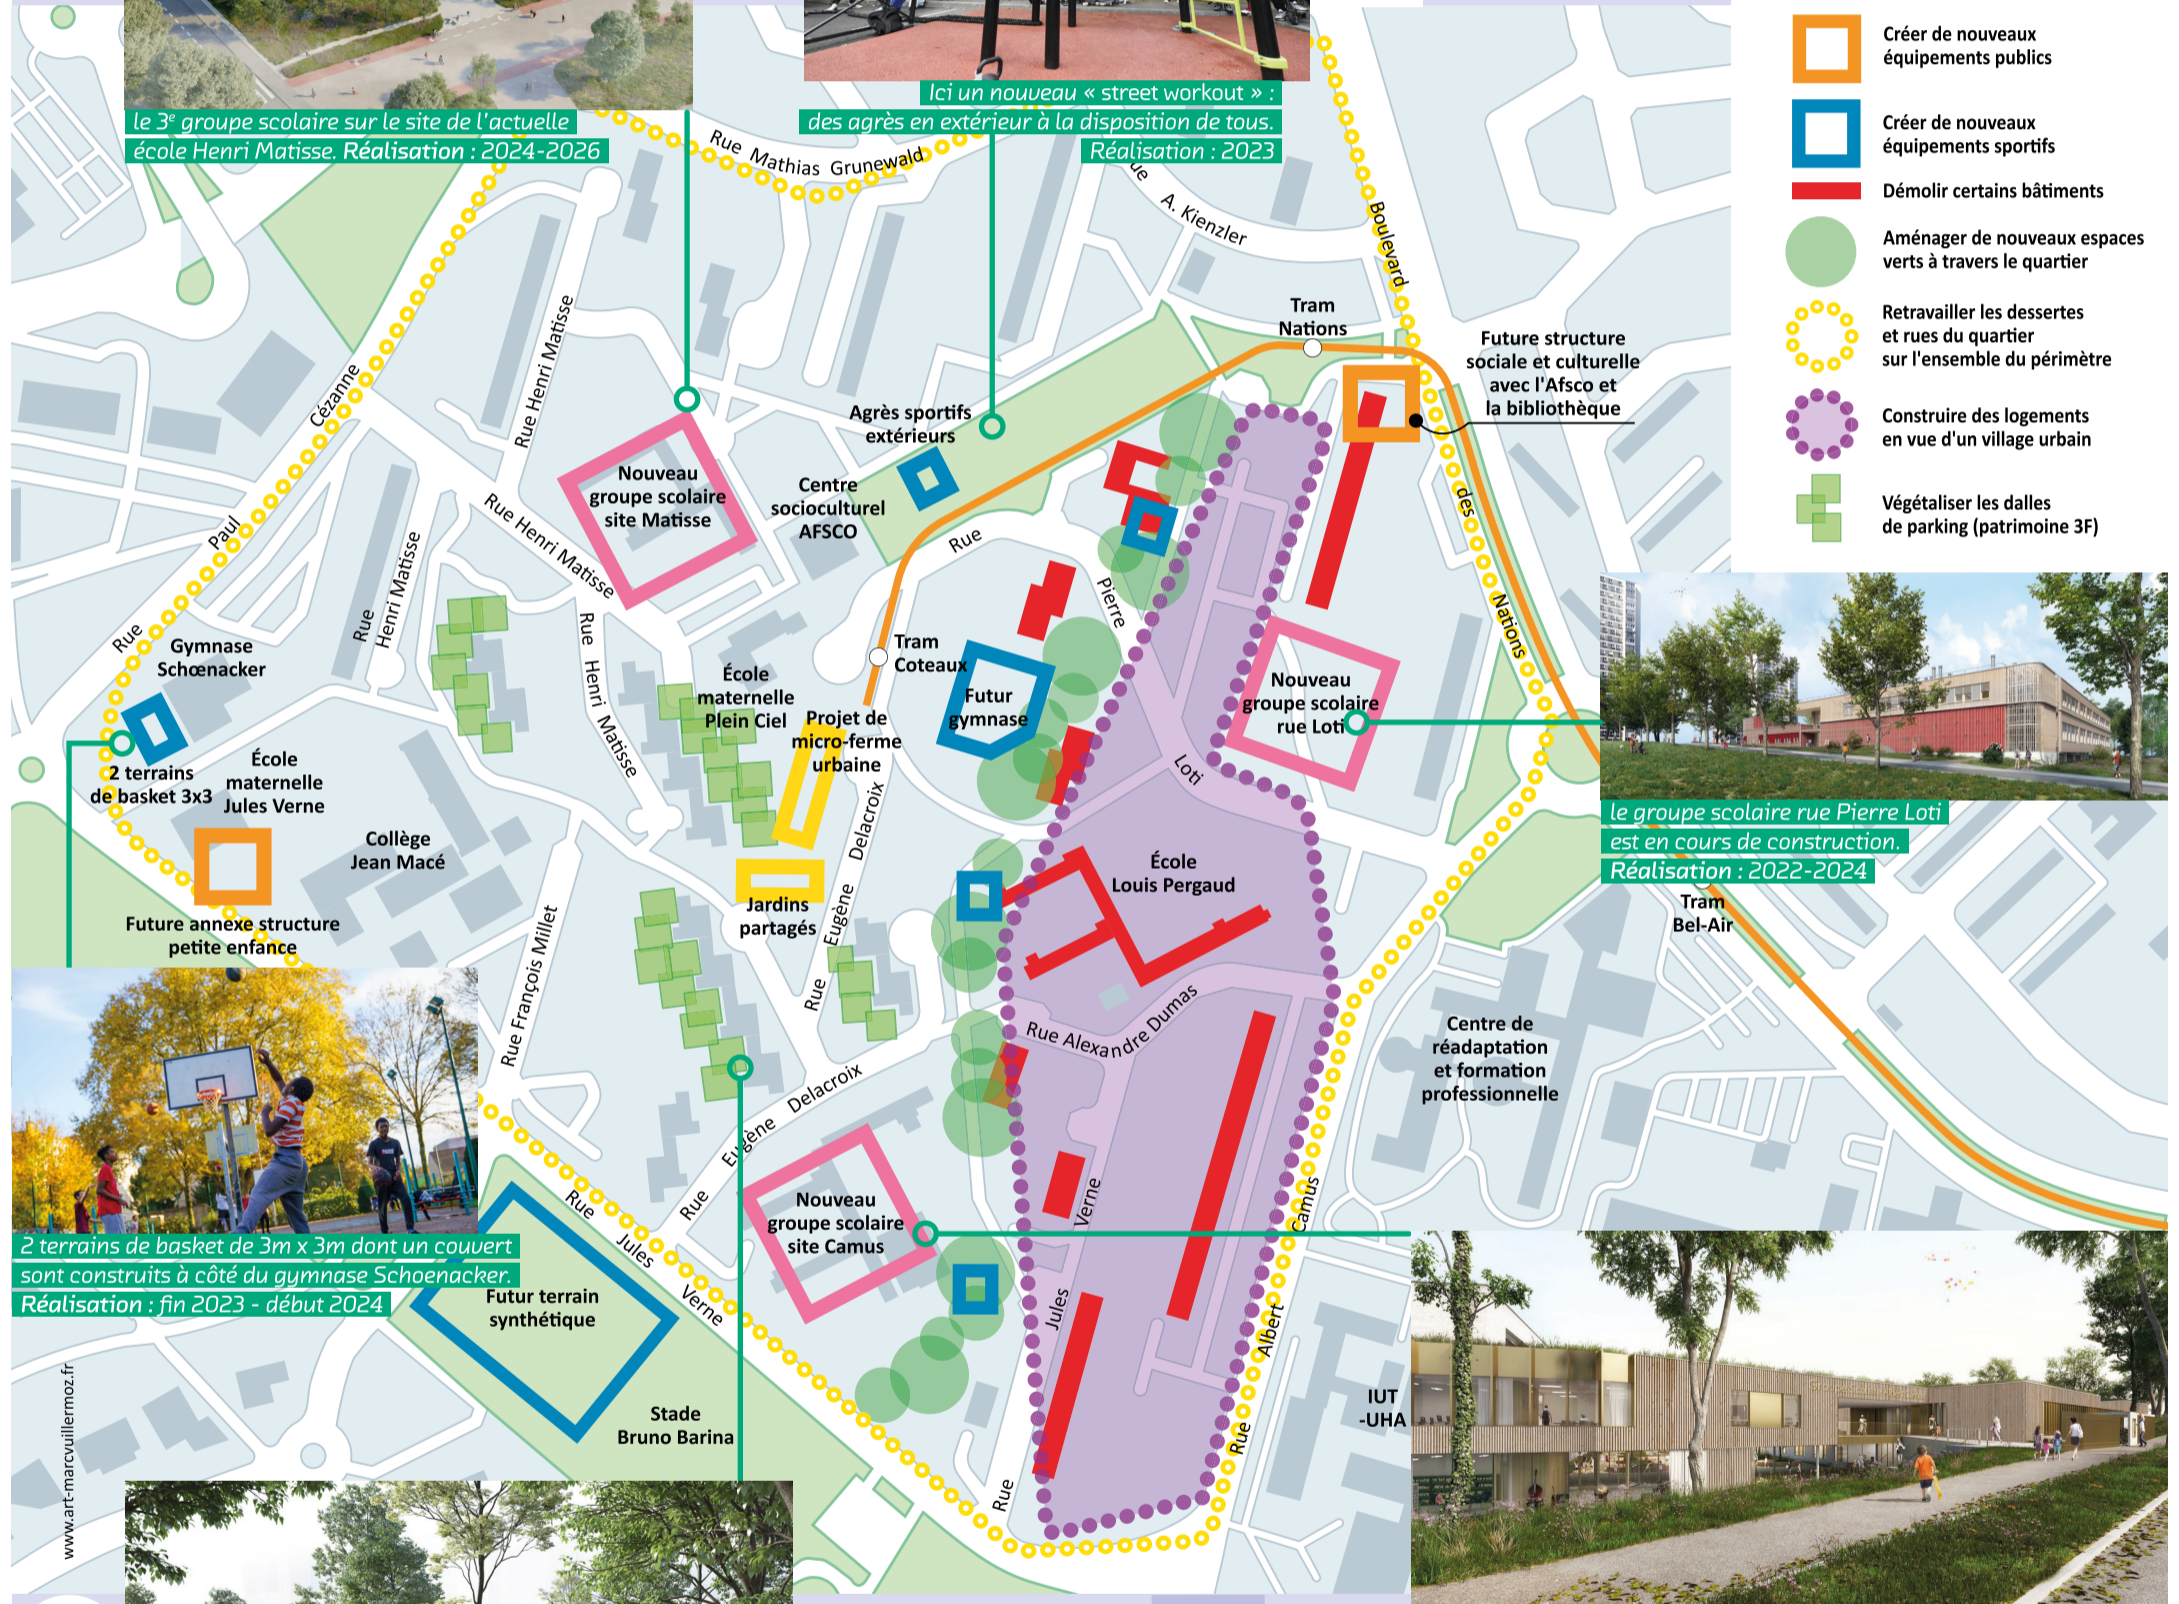 le 3e groupe scolaire sur le site de l'actuelle
école Henri Matisse. Réalisation : 2024-2026
Ici un nouveau « street workout » :
des agrès en extérieur à la disposition de tous.
Réalisation : 2023
Créer de nouveaux
équipements publics
Créer de nouveaux
équipements sportifs
Démolir certains bâtiments
Aménager de nouveaux espaces
verts à travers le quartier
Retravailler les dessertes
et rues du quartier
sur l'ensemble du périmètre
Construire des logements
en vue d'un village urbain
Végétaliser les dalles
de parking (patrimoine 3F)
Rue Mathias Grunewald
rue A. Kienzler
Boulevard des Nations
Tram
Nations
Future structure
sociale et culturelle
avec l'Afsco et
la bibliothèque
Rue Paul Cézanne
Rue Henri Matisse
Agrès sportifs
extérieurs
Nouveau
groupe scolaire
site Matisse
Centre
socioculturel
AFSCO
Rue Henri Matisse
Rue Henri Matisse
Rue Henri Matisse
Rue Pierre Loti
Gymnase
Schœnacker
Tram
Coteaux
École
maternelle
Plein Ciel
Futur
gymnase
Nouveau
groupe scolaire
rue Loti
Projet de
micro-ferme
urbaine
2 terrains
de basket 3x3
École
maternelle
Jules Verne
Collège
Jean Macé
le groupe scolaire rue Pierre Loti
est en cours de construction.
Réalisation : 2022-2024
École
Louis Pergaud
Jardins
partagés
Rue Eugène Delacroix
Future annexe structure
petite enfance
Tram
Bel-Air
Rue François Millet
Rue Alexandre Dumas
Centre de
réadaptation
et formation
professionnelle
Rue Eugène Delacroix
Nouveau
groupe scolaire
site Camus
Rue Jules Verne
Rue Jules Verne
Rue Albert Camus
2 terrains de basket de 3m x 3m dont un couvert
sont construits à côté du gymnase Schoenacker.
Réalisation : fin 2023 - début 2024
Futur terrain
synthétique
Stade
Bruno Barina
IUT
-UHA
www.art-marcvuillermoz.fr